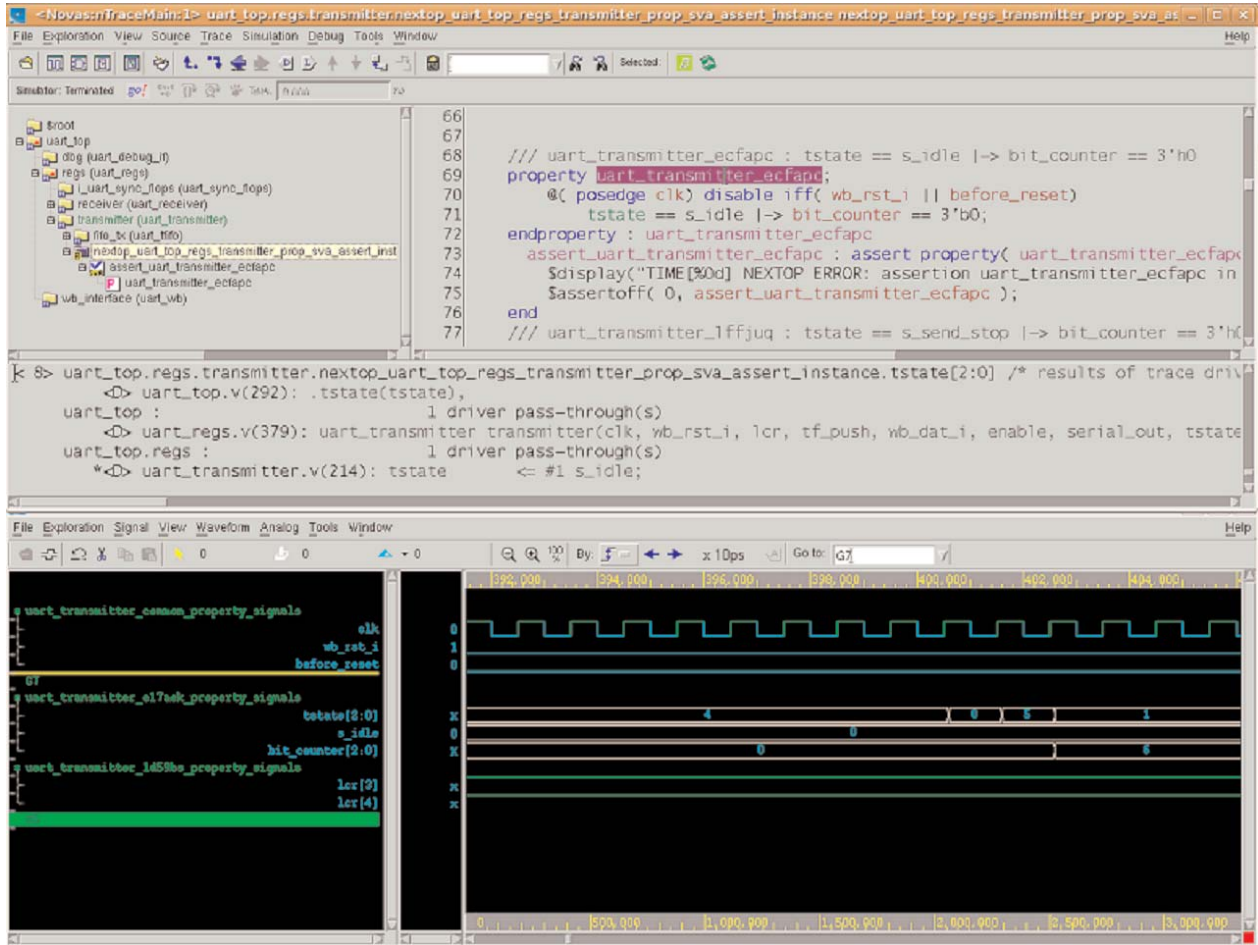 <Novas:nTraceMain:1> uart_top.regs.transmitter.nextop_uart_top_regs_transmitter_prop_sva_assert_instance nextop_uart_top_regs_transmitter_prop_sva_as
File Exploration View Source Trace Simulation Debug Tools Window Help
Selected:
Simulator: Terminated go!
$root
uart_top
dbg (uart_debug_if)
regs (uart_regs)
i_uart_sync_flops (uart_sync_flops)
receiver (uart_receiver)
transmitter (uart_transmitter)
fifo_tx (uart_tfifo)
nextop_uart_top_regs_transmitter_prop_sva_assert_inst
assert_uart_transmitter_ecfapc
P uart_transmitter_ecfapc
wb_interface (uart_wb)
66
67
68 /// uart_transmitter_ecfapc : tstate == s_idle |-> bit_counter == 3'h0
69 property uart_transmitter_ecfapc;
70 @( posedge clk) disable iff( wb_rst_i || before_reset)
71 tstate == s_idle |-> bit_counter == 3'b0;
72 endproperty : uart_transmitter_ecfapc
73 assert_uart_transmitter_ecfapc : assert property( uart_transmitter_ecfapc
74 $display("TIME[%0d] NEXTOP ERROR: assertion uart_transmitter_ecfapc in
75 $assertoff( 0, assert_uart_transmitter_ecfapc );
76 end
77 /// uart_transmitter_lffjuq : tstate == s_send_stop |-> bit_counter == 3'h0
< 8> uart_top.regs.transmitter.nextop_uart_top_regs_transmitter_prop_sva_assert_instance.tstate[2:0] /* results of trace driv
<D> uart_top.v(292): .tstate(tstate),
uart_top : 1 driver pass-through(s)
<D> uart_regs.v(379): uart_transmitter transmitter(clk, wb_rst_i, lcr, tf_push, wb_dat_i, enable, serial_out, tstate
uart_top.regs : 1 driver pass-through(s)
*<D> uart_transmitter.v(214): tstate <= #1 s_idle;
File Exploration Signal View Waveform Analog Tools Window Help
0 0 0 100 By: x 10ps Go to: G7
392,000 394,000 396,000 398,000 400,000 402,000 404,000
uart_transmitter_common_property_signals
clk 0
wb_rst_i 1
before_reset 0
G7
uart_transmitter_el7aek_property_signals
tstate[2:0] x 4 0 5 1
s_idle 0 0
bit_counter[2:0] x 0 6
uart_transmitter_1d59bs_property_signals
lcr[3] x
lcr[4] x
0 500,000 1,000,000 1,500,000 2,000,000 2,500,000 3,000,000